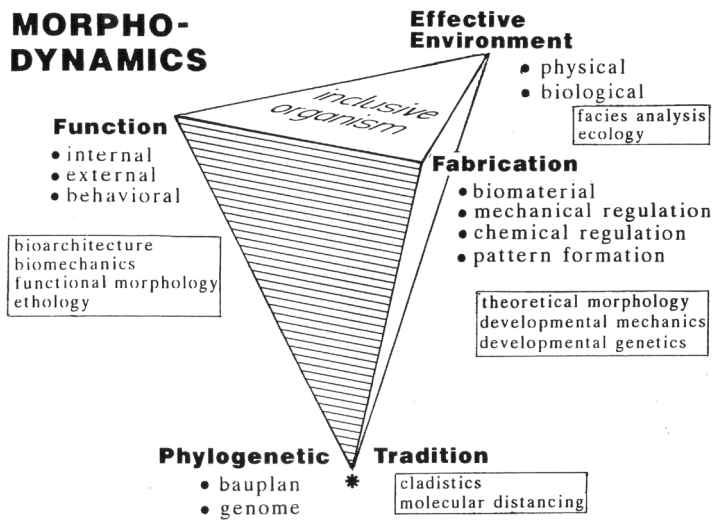 MORPHO-
DYNAMICS
Effective
Environment
• physical
• biological
facies analysis
ecology
inclusive
organism
Function
• internal
• external
• behavioral
bioarchitecture
biomechanics
functional morphology
ethology
Fabrication
• biomaterial
• mechanical regulation
• chemical regulation
• pattern formation
theoretical morphology
developmental mechanics
developmental genetics
Phylogenetic Tradition
• bauplan
• genome
*
cladistics
molecular distancing